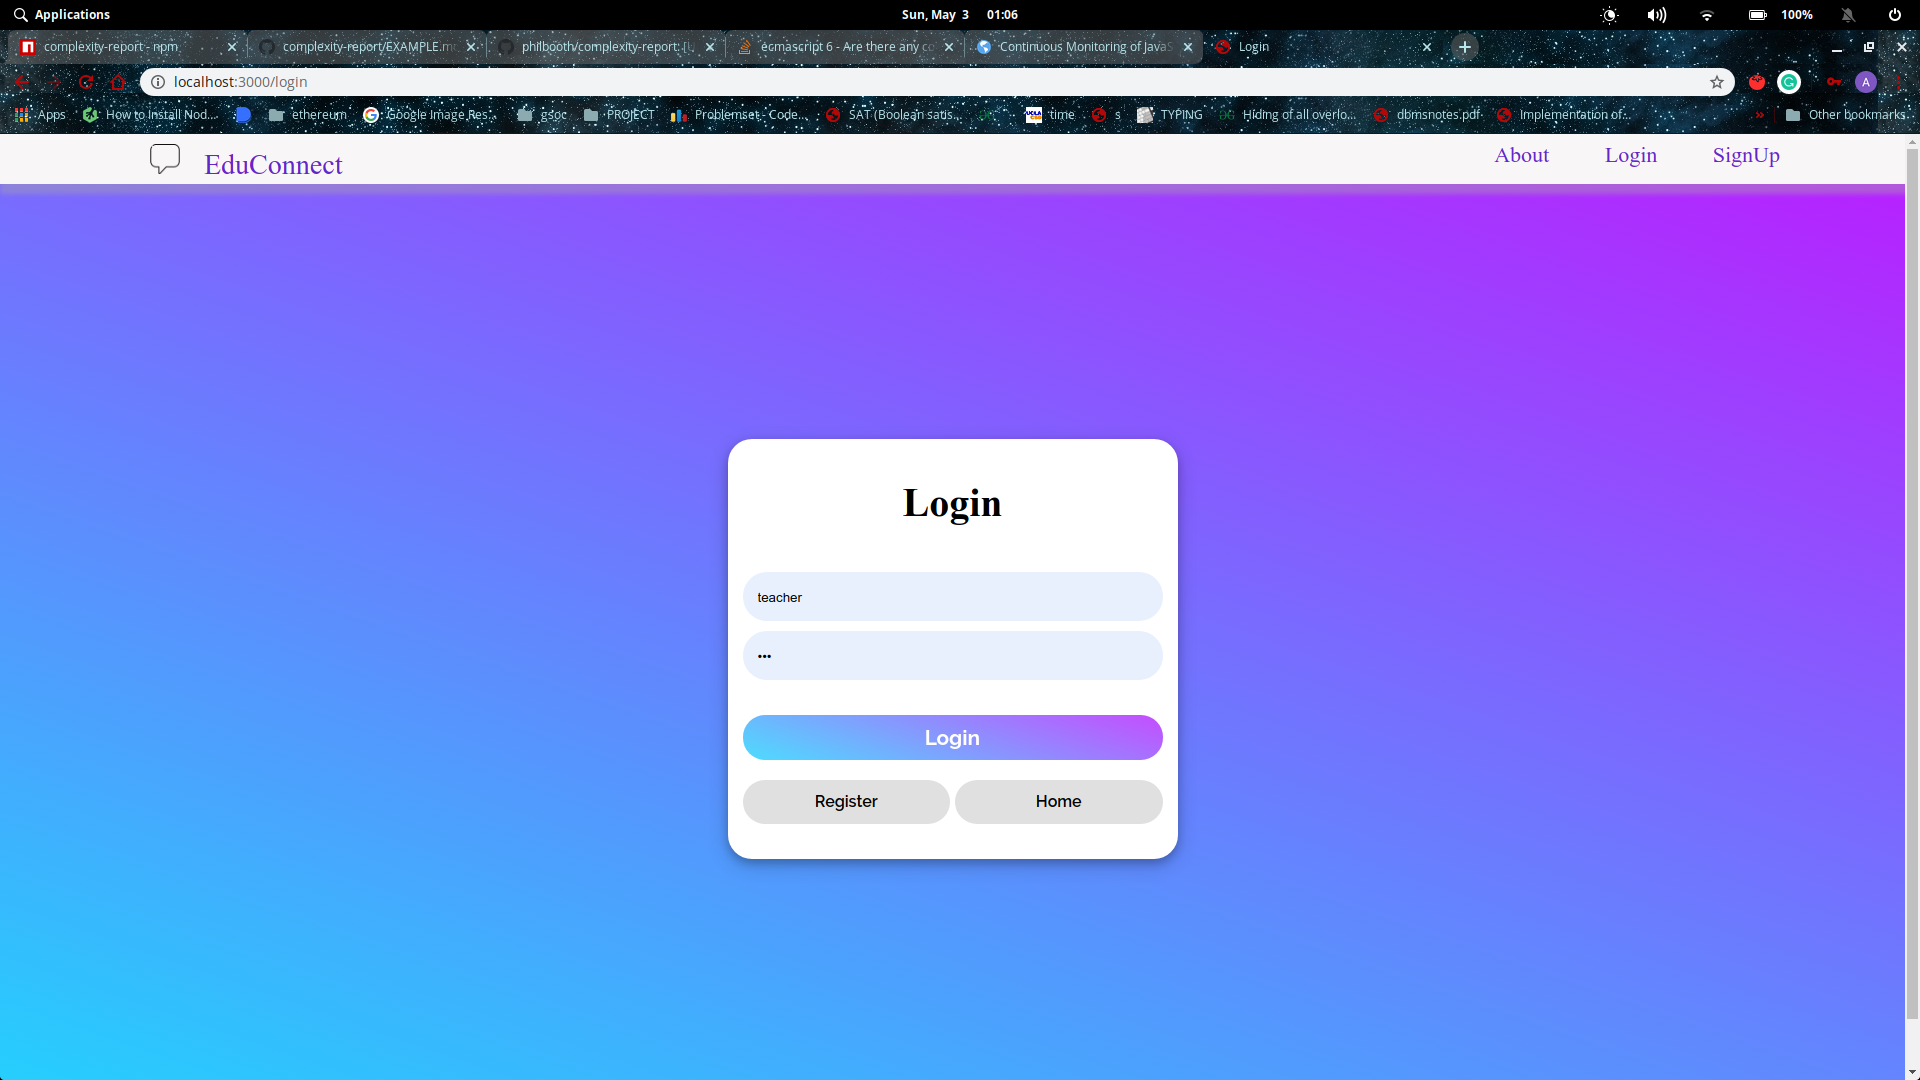 Applications
Sun, May 3 01:06
100%
complexity-report - npm
complexity-report/EXAMPLE.m
philbooth/complexity-report:
ecmascript 6 - Are there any co
Continuous Monitoring of JavaS
Login
localhost:3000/login
A
Apps
How to Install Nod...
ethereum
Google Image Res...
gsoc
PROJECT
Problemset - Code...
SAT (Boolean satis...
time
s
TYPING
Hiding of all overlo...
dbmsnotes.pdf
Implementation of...
»
Other bookmarks
EduConnect
About
Login
SignUp
Login
teacher
•••
Login
Register
Home